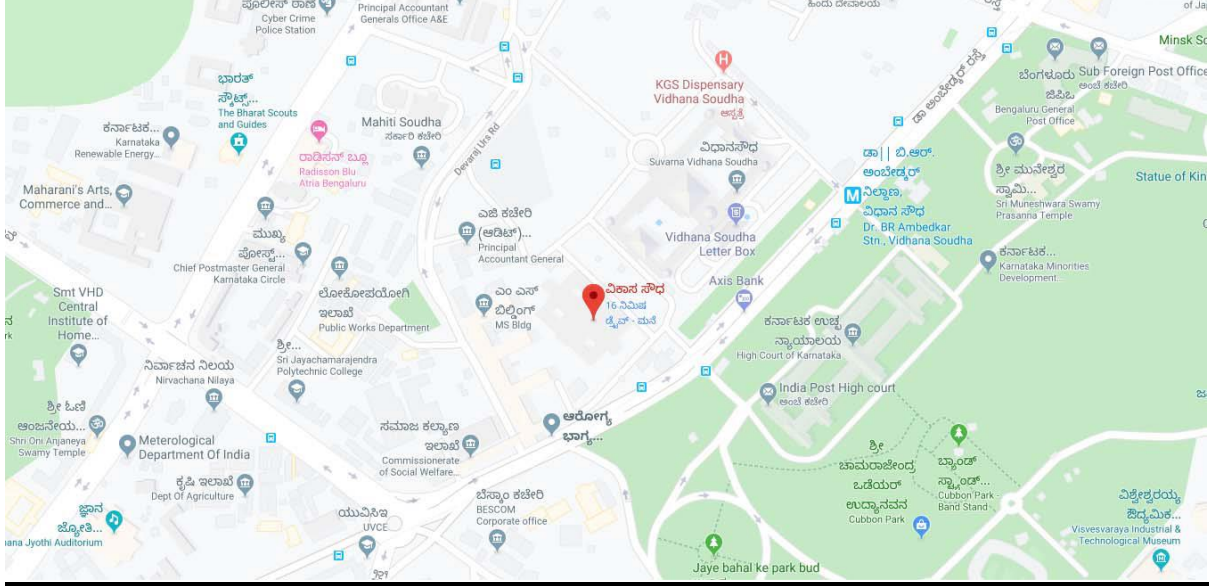 ಪೊಲೀಸ್ ಠಾಣೆ
Cyber Crime
Police Station
Principal Accountant
Generals Office A&E
ಹಿಂದು ದೇವಾಲಯ
of Ja
Minsk Sq
ಭಾರತ್
ಸ್ಕೌಟ್ಸ್...
The Bharat Scouts
and Guides
KGS Dispensary
Vidhana Soudha
ಆಸ್ಪತ್ರೆ
ಡಾ ಅಂಬೇಡ್ಕರ್ ರಸ್ತೆ
ಬೆಂಗಳೂರು
ಜಿಪಿಒ
Bengaluru General
Post Office
Sub Foreign Post Office
ಅಂಚೆ ಕಚೇರಿ
ಕರ್ನಾಟಕ...
Karnataka
Renewable Energy...
Mahiti Soudha
ಸರ್ಕಾರಿ ಕಚೇರಿ
Devaraj Urs Rd
ರಾಡಿಸನ್ ಬ್ಲೂ
Radisson Blu
Atria Bengaluru
ವಿಧಾನಸೌಧ
Suvarna Vidhana Soudha
ಡಾ|| ಬಿ.ಆರ್.
ಅಂಬೇಡ್ಕರ್
ನಿಲ್ದಾಣ,
ವಿಧಾನ ಸೌಧ
Dr. BR Ambedkar
Stn., Vidhana Soudha
ಶ್ರೀ ಮುನೇಶ್ವರ
ಸ್ವಾಮಿ...
Sri Muneshwara Swamy
Prasanna Temple
Statue of Kin
Maharani's Arts,
Commerce and...
ಮುಖ್ಯ
ಪೋಸ್ಟ್...
Chief Postmaster General
Karnataka Circle
ಎಜಿ ಕಚೇರಿ
(ಆಡಿಟ್)...
Principal
Accountant General
Vidhana Soudha
Letter Box
ಕರ್ನಾಟಕ...
Karnataka Minorities
Development...
Smt VHD
Central
Institute of
Home...
ಲೋಕೋಪಯೋಗಿ
ಇಲಾಖೆ
Public Works Department
ಎಂ ಎಸ್
ಬಿಲ್ಡಿಂಗ್
MS Bldg
ವಿಕಾಸ ಸೌಧ
16 ನಿಮಿಷ
ಡ್ರೈವ್ - ಮನೆ
Axis Bank
ಕರ್ನಾಟಕ ಉಚ್ಚ
ನ್ಯಾಯಾಲಯ
High Court of Karnataka
ಶ್ರೀ...
Sri Jayachamarajendra
Polytechnic College
ನಿರ್ವಾಚನ ನಿಲಯ
Nirvachana Nilaya
India Post High court
ಅಂಚೆ ಕಚೇರಿ
ಶ್ರೀ ಓಣಿ
ಆಂಜನೇಯ...
Shri Oni Anjaneya
Swamy Temple
Meterological
Department Of India
ಸಮಾಜ ಕಲ್ಯಾಣ
ಇಲಾಖೆ
Commissionerate
of Social Welfare...
ಆರೋಗ್ಯ
ಭಾಗ್ಯ...
ಶ್ರೀ
ಚಾಮರಾಜೇಂದ್ರ
ಒಡೆಯರ್
ಉದ್ಯಾನವನ
Cubbon Park
ಬ್ಯಾಂಡ್
ಸ್ಟ್ಯಾಂಡ್...
Cubbon Park -
Band Stand
ಕೃಷಿ ಇಲಾಖೆ
Dept Of Agriculture
ಜ್ಞಾನ
ಜ್ಯೋತಿ...
ana Jyothi Auditorium
ಯುವಿಸಿಇ
UVCE
ಬೆಸ್ಕಾಂ ಕಚೇರಿ
BESCOM
Corporate office
ವಿಶ್ವೇಶ್ವರಯ್ಯ
ಔದ್ಯಮಿಕ...
Visvesvaraya Industrial &
Technological Museum
Jaye bahal ke park bud